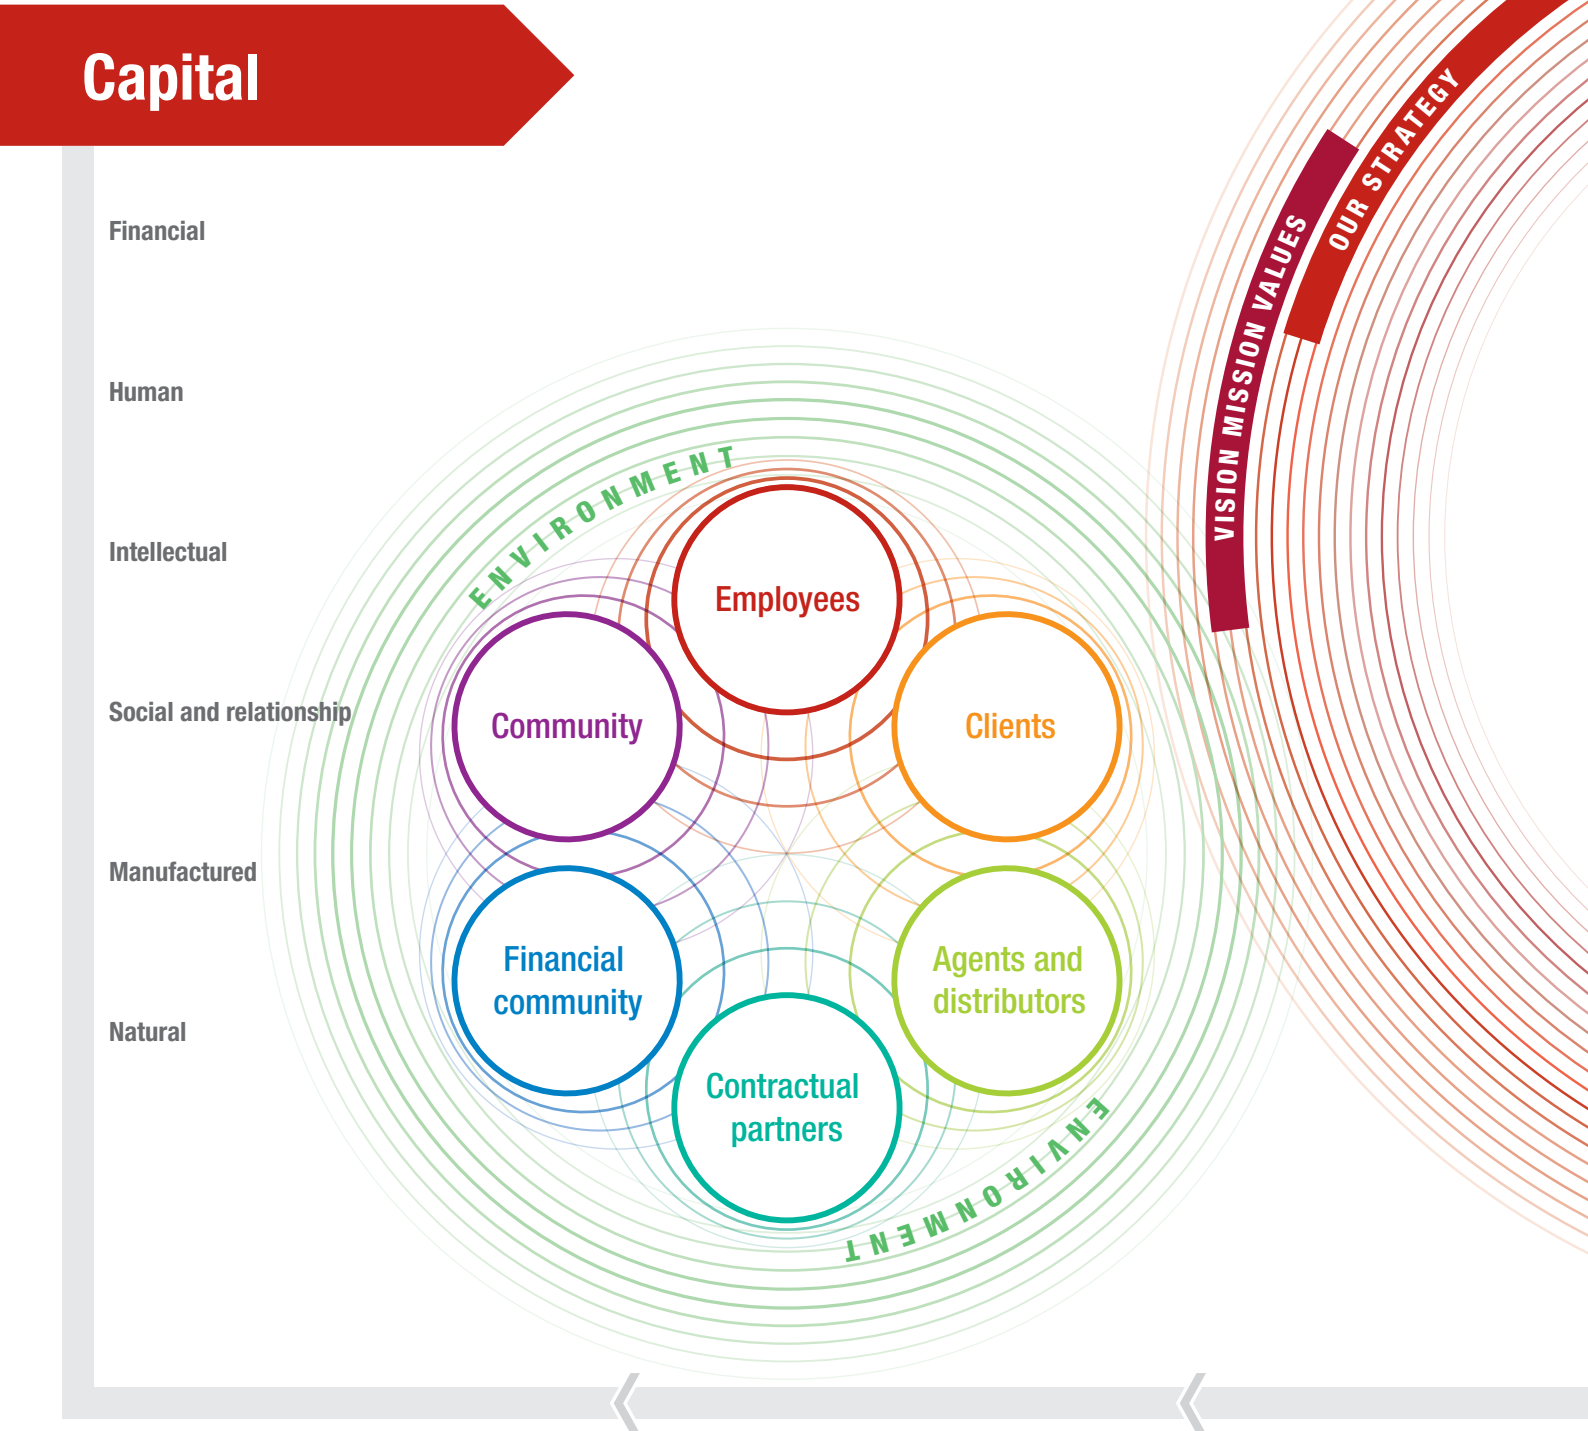 Capital
Financial
Human
Intellectual
Social and relationship
Manufactured
Natural
ENVIRONMENT
Employees
Community
Clients
Financial
community
Agents and
distributors
Contractual
partners
ENVIRONMENT
VISION MISSION VALUES
OUR STRATEGY